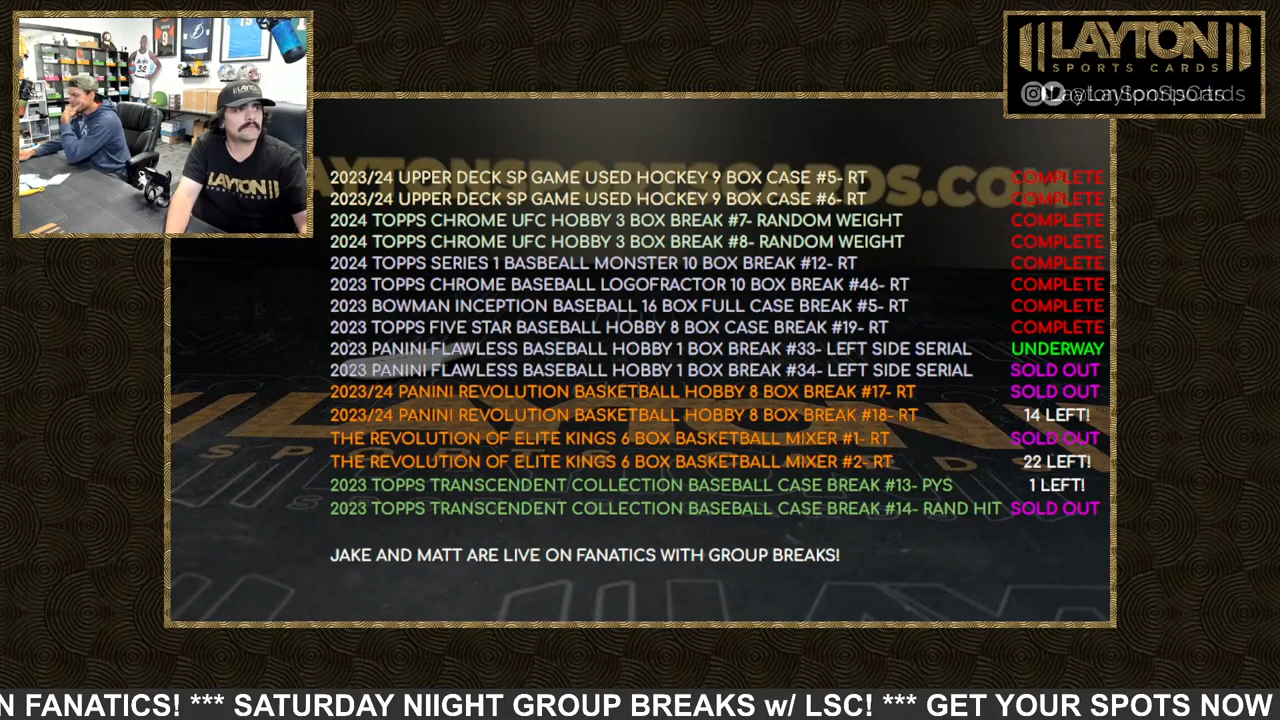 LAYTON
SPORTS CARDS
LAYTONSPORTSCARDS.COM
2023/24 UPPER DECK SP GAME USED HOCKEY 9 BOX CASE #5- RT COMPLETE
2023/24 UPPER DECK SP GAME USED HOCKEY 9 BOX CASE #6- RT COMPLETE
2024 TOPPS CHROME UFC HOBBY 3 BOX BREAK #7- RANDOM WEIGHT COMPLETE
2024 TOPPS CHROME UFC HOBBY 3 BOX BREAK #8- RANDOM WEIGHT COMPLETE
2024 TOPPS SERIES 1 BASBEALL MONSTER 10 BOX BREAK #12- RT COMPLETE
2023 TOPPS CHROME BASEBALL LOGOFRACTOR 10 BOX BREAK #46- RT COMPLETE
2023 BOWMAN INCEPTION BASEBALL 16 BOX FULL CASE BREAK #5- RT COMPLETE
2023 TOPPS FIVE STAR BASEBALL HOBBY 8 BOX CASE BREAK #19- RT COMPLETE
2023 PANINI FLAWLESS BASEBALL HOBBY 1 BOX BREAK #33- LEFT SIDE SERIAL UNDERWAY
2023 PANINI FLAWLESS BASEBALL HOBBY 1 BOX BREAK #34- LEFT SIDE SERIAL SOLD OUT
2023/24 PANINI REVOLUTION BASKETBALL HOBBY 8 BOX BREAK #17- RT SOLD OUT
2023/24 PANINI REVOLUTION BASKETBALL HOBBY 8 BOX BREAK #18- RT 14 LEFT!
THE REVOLUTION OF ELITE KINGS 6 BOX BASKETBALL MIXER #1- RT SOLD OUT
THE REVOLUTION OF ELITE KINGS 6 BOX BASKETBALL MIXER #2- RT 22 LEFT!
2023 TOPPS TRANSCENDENT COLLECTION BASEBALL CASE BREAK #13- PYS 1 LEFT!
2023 TOPPS TRANSCENDENT COLLECTION BASEBALL CASE BREAK #14- RAND HIT SOLD OUT
JAKE AND MATT ARE LIVE ON FANATICS WITH GROUP BREAKS!
N FANATICS! *** SATURDAY NIIGHT GROUP BREAKS w/ LSC! *** GET YOUR SPOTS NOW